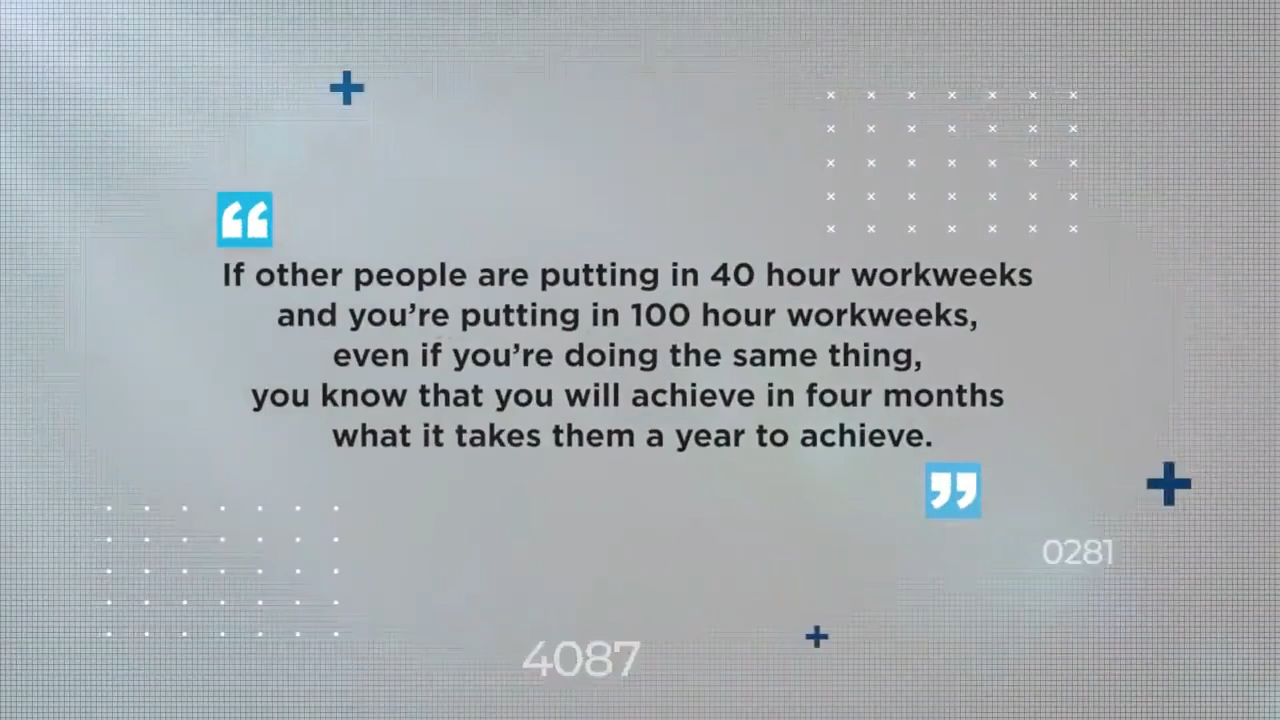 “
If other people are putting in 40 hour workweeks
and you’re putting in 100 hour workweeks,
even if you’re doing the same thing,
you know that you will achieve in four months
what it takes them a year to achieve.
”
0281
4087